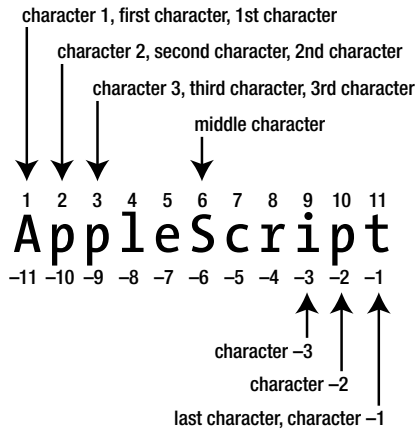 character 1, first character, 1st character
character 2, second character, 2nd character
character 3, third character, 3rd character
middle character
1 2 3 4 5 6 7 8 9 10 11
AppleScript
–11 –10 –9 –8 –7 –6 –5 –4 –3 –2 –1
character –3
character –2
last character, character –1